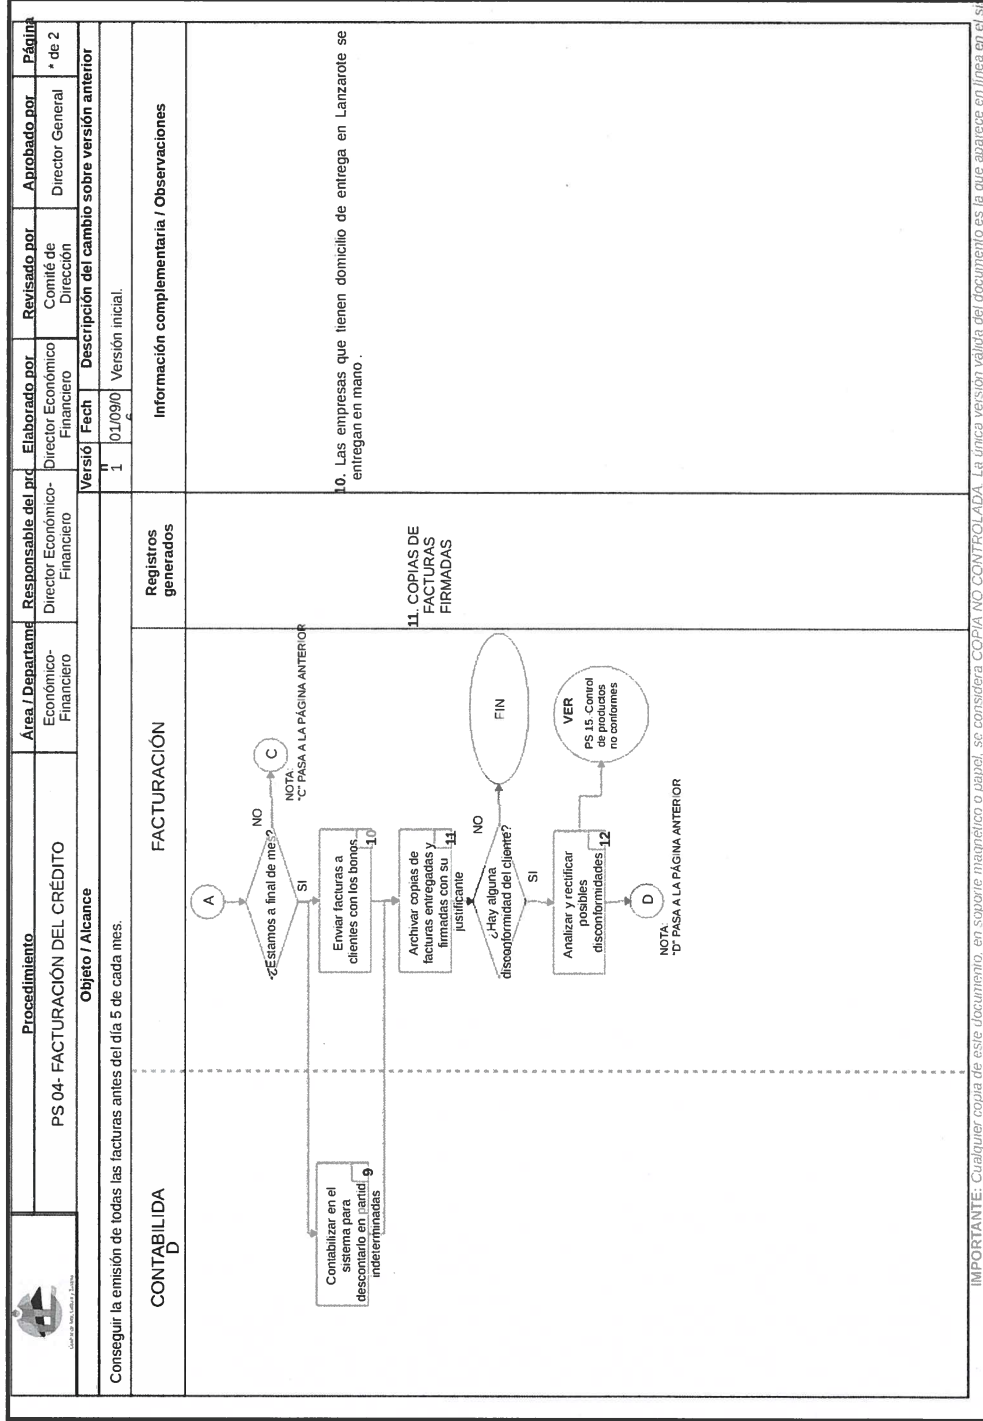 Procedimiento
Área / Departame
Responsable del prc
Elaborado por
Revisado por
Aprobado por
Página
PS 04- FACTURACIÓN DEL CRÉDITO
Económico-
Financiero
Director Económico-
Financiero
Director Económico
Financiero
Comité de
Dirección
Director General
* de 2
Objeto / Alcance
Versió
n
Fech
Descripción del cambio sobre versión anterior
Conseguir la emisión de todas las facturas antes del día 5 de cada mes.
1
01/09/0
6
Versión inicial.
CONTABILIDA
D
FACTURACIÓN
Registros
generados
Información complementaria / Observaciones
A
¿Estamos a final de mes?
NO
C
NOTA:
"C" PASA A LA PÁGINA ANTERIOR
SI
Contabilizar en el
sistema para
descontarlo en partid
indeterminadas
9
Enviar facturas a
clientes con los bonos
10
10. Las empresas que tienen domicilio de entrega en Lanzarote se
entregan en mano .
Archivar copias de
facturas entregadas y
firmadas con su
justificante
11
11. COPIAS DE
FACTURAS
FIRMADAS
¿Hay alguna
disconformidad del cliente?
NO
FIN
SI
Analizar y rectificar
posibles
disconformidades
12
VER
PS 15-Control
de productos
no conformes
D
NOTA:
"D" PASA A LA PÁGINA ANTERIOR
IMPORTANTE: Cualquier copia de este documento, en soporte magnético o papel, se considera COPIA NO CONTROLADA. La única versión válida del documento es la que aparece en línea en el si